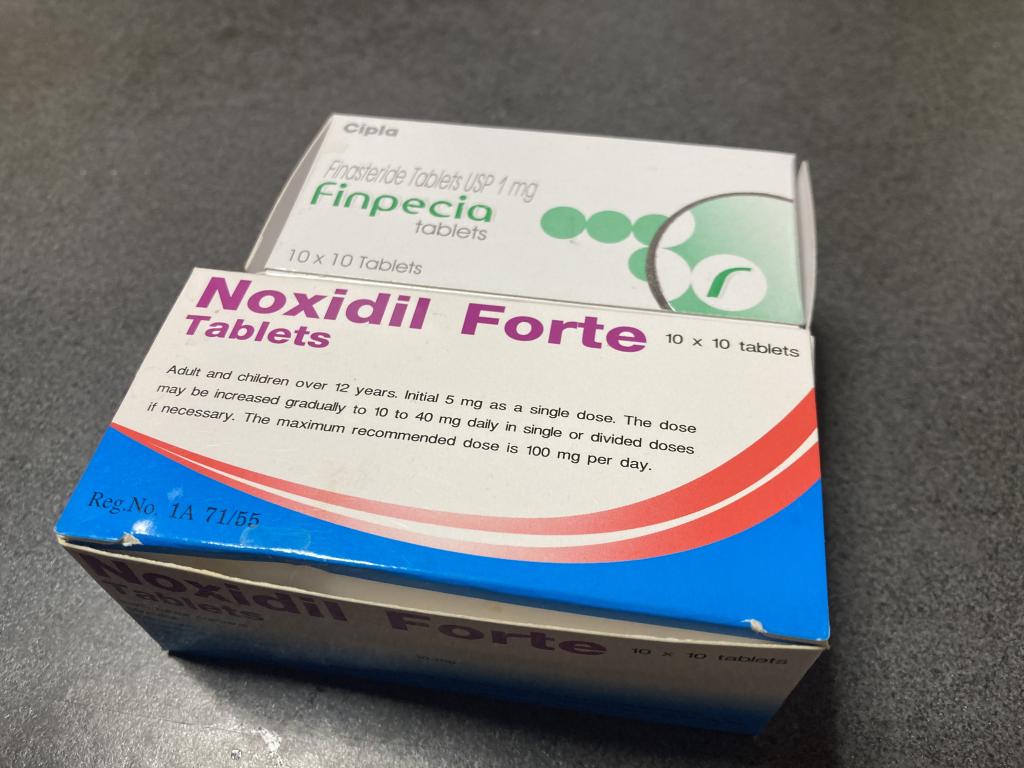 Cipla
Finasteride Tablets USP 1 mg
Finpecia
tablets
10 x 10 Tablets
Noxidil Forte 10 x 10 tablets
Tablets
Adult and children over 12 years. Initial 5 mg as a single dose. The dose
may be increased gradually to 10 to 40 mg daily in single or divided doses
if necessary. The maximum recommended dose is 100 mg per day.
Reg.No. 1A 71/55
Noxidil Forte 10 x 10 tablets
Tablets